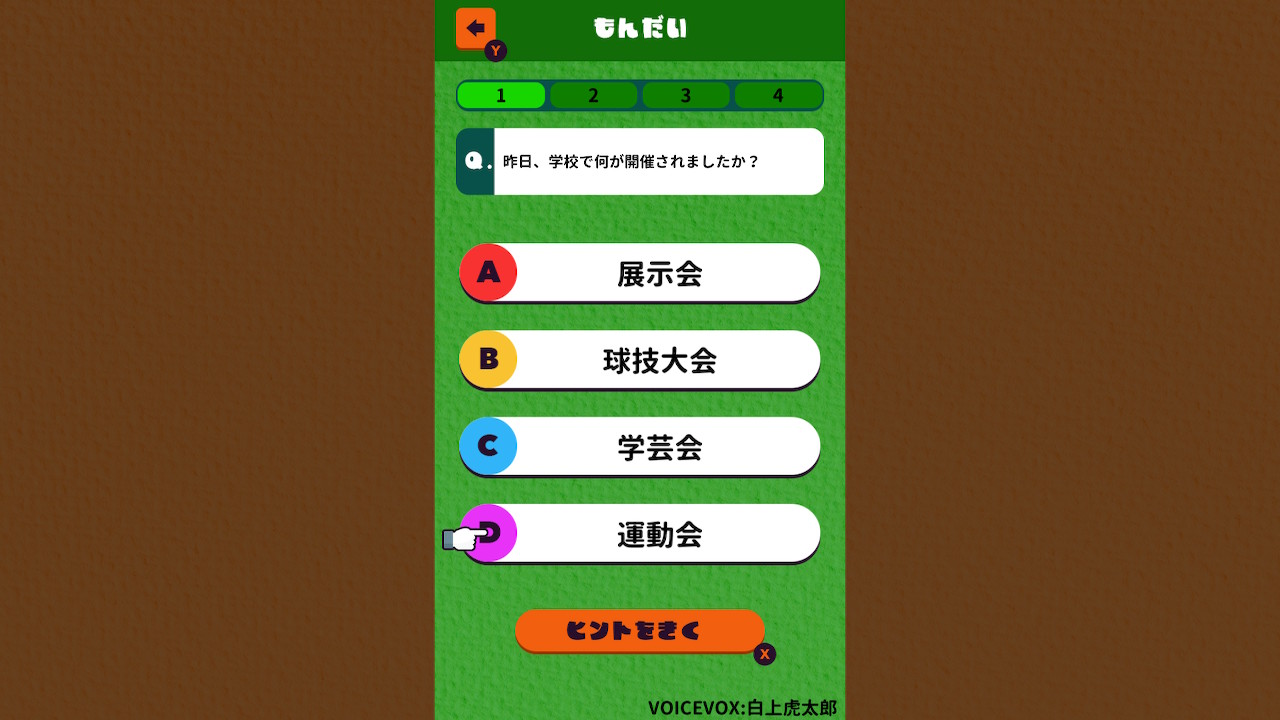 もんだい
Y
1 2 3 4
Q. 昨日、学校で何が開催されましたか？
A 展示会
B 球技大会
C 学芸会
D 運動会
ヒントをきく
X
VOICEVOX:白上虎太郎